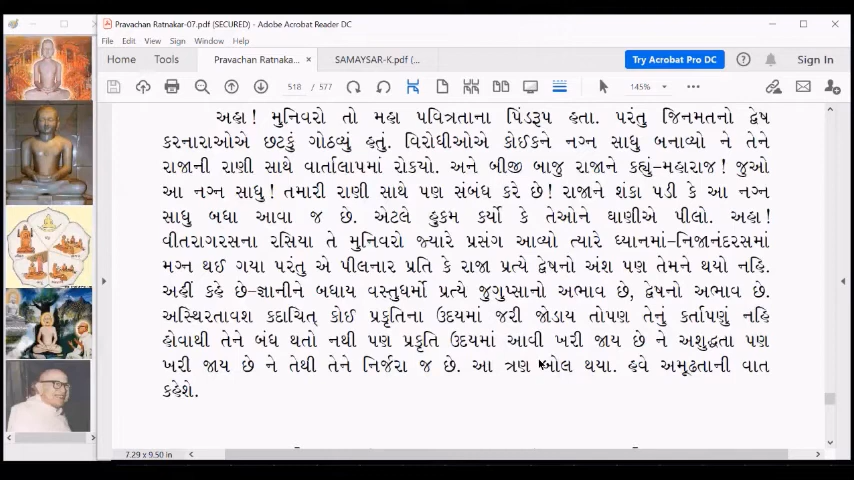 Pravachan Ratnakar-07.pdf (SECURED) - Adobe Acrobat Reader DC
File Edit View Sign Window Help
Home Tools Pravachan Ratnaka... × SAMAYSAR-K.pdf (... Try Acrobat Pro DC Sign In
518 / 577 145%
અહા! મુનિવરો તો મહા પવિત્રતાના પિંડરૂપ હતા. પરંતુ જિનમતનો દ્વેષ
કરનારાઓએ છટકું ગોઠવ્યું હતું. વિરોધીઓએ કોઈકને નગ્ન સાધુ બનાવ્યો ને તેને
રાજાની રાણી સાથે વાર્તાલાપમાં રોકયો. અને બીજી બાજુ રાજાને કહ્યું-મહારાજ! જુઓ
આ નગ્ન સાધુ! તમારી રાણી સાથે પણ સંબંધ કરે છે! રાજાને શંકા પડી કે આ નગ્ન
સાધુ બધા આવા જ છે. એટલે હુકમ કર્યો કે તેઓને ઘાણીએ પીલો. અહા!
વીતરાગરસના રસિયા તે મુનિવરો જ્યારે પ્રસંગ આવ્યો ત્યારે ધ્યાનમાં-નિજાનંદરસમાં
મગ્ન થઈ ગયા પરંતુ એ પીલનાર પ્રતિ કે રાજા પ્રત્યે દ્વેષનો અંશ પણ તેમને થયો નહિ.
અહીં કહે છે-જ્ઞાનીને બધાય વસ્તુધર્મો પ્રત્યે જુગુપ્સાનો અભાવ છે, દ્વેષનો અભાવ છે.
અસ્થિરતાવશ કદાચિત્ કોઈ પ્રકૃતિના ઉદયમાં જરી જોડાય તોપણ તેનું કર્તાપણું નહિ
હોવાથી તેને બંધ થતો નથી પણ પ્રકૃતિ ઉદયમાં આવી ખરી જાય છે ને અશુદ્ધતા પણ
ખરી જાય છે ને તેથી તેને નિર્જરા જ છે. આ ત્રણ બોલ થયા. હવે અમૂઢતાની વાત
કહેશે.
7.29 x 9.50 in